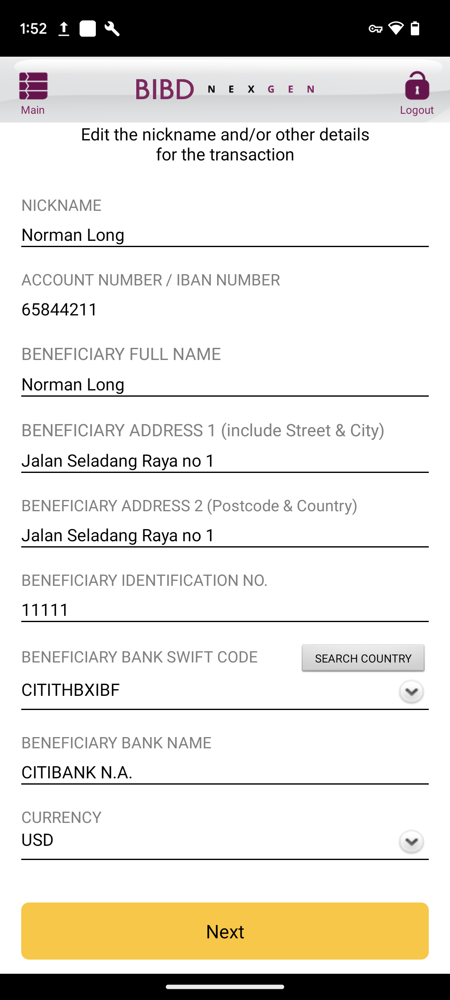 1:52
Main
BIBD NEXGEN
Logout
Edit the nickname and/or other details
for the transaction
NICKNAME
Norman Long
ACCOUNT NUMBER / IBAN NUMBER
65844211
BENEFICIARY FULL NAME
Norman Long
BENEFICIARY ADDRESS 1 (include Street & City)
Jalan Seladang Raya no 1
BENEFICIARY ADDRESS 2 (Postcode & Country)
Jalan Seladang Raya no 1
BENEFICIARY IDENTIFICATION NO.
11111
BENEFICIARY BANK SWIFT CODE
SEARCH COUNTRY
CITITHBXIBF
BENEFICIARY BANK NAME
CITIBANK N.A.
CURRENCY
USD
Next